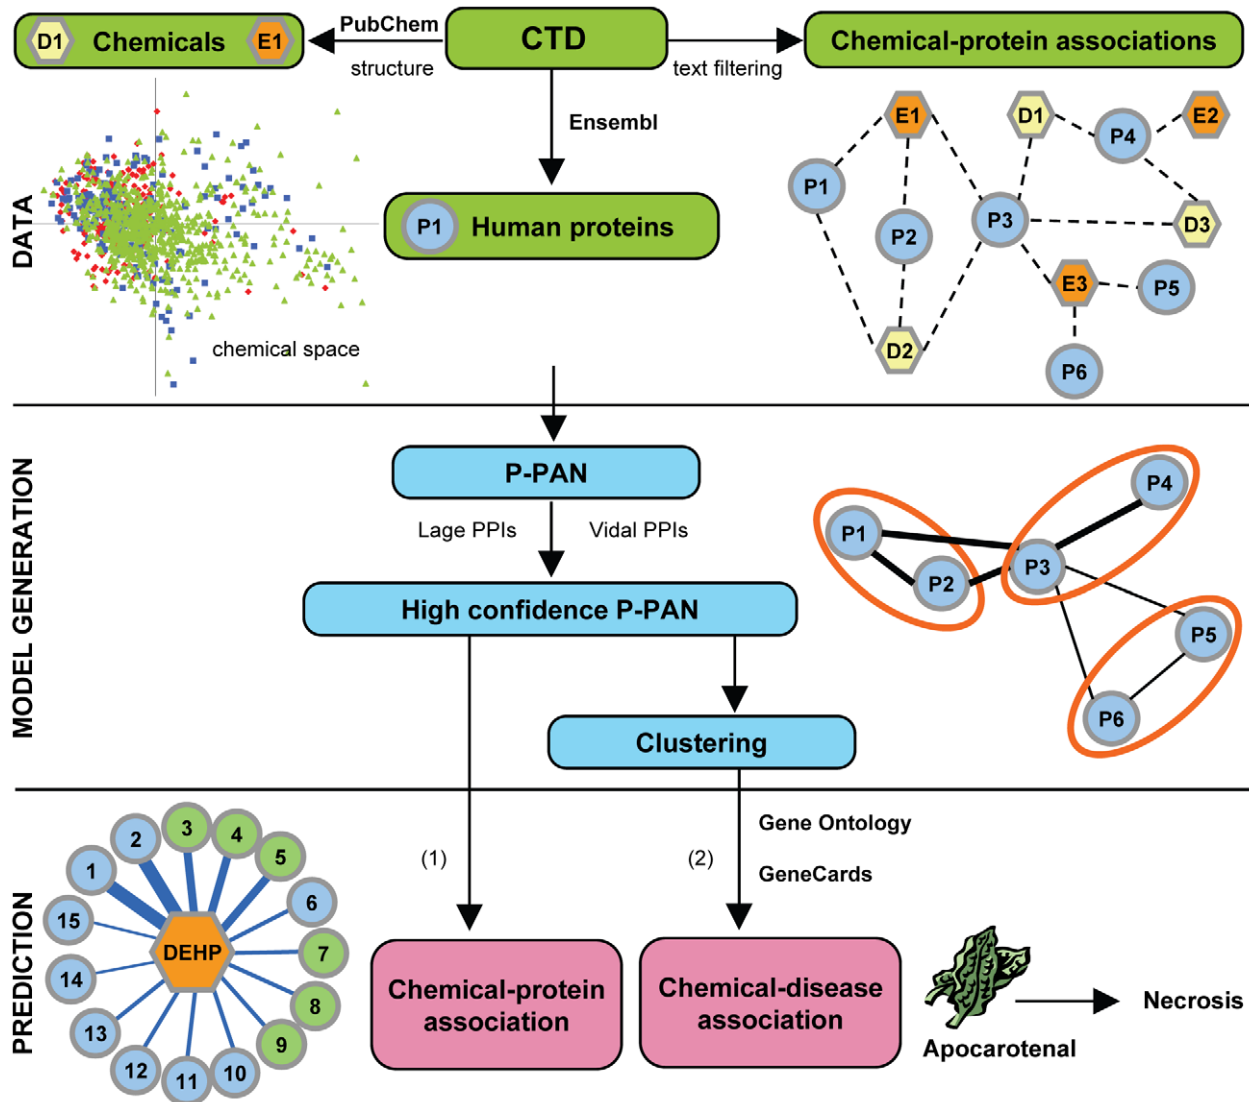 D1 Chemicals E1
PubChem
structure
CTD
text filtering
Chemical-protein associations
Ensembl
P1 Human proteins
chemical space
E1
D1
P4
E2
P1
P2
P3
D3
E3
P5
D2
P6
DATA
P-PAN
Lage PPIs
Vidal PPIs
High confidence P-PAN
Clustering
P4
P1
P2
P3
P5
P6
MODEL GENERATION
Gene Ontology
GeneCards
(1)
(2)
DEHP
1
2
3
4
5
6
7
8
9
10
11
12
13
14
15
Chemical-protein
association
Chemical-disease
association
Apocarotenal
Necrosis
PREDICTION